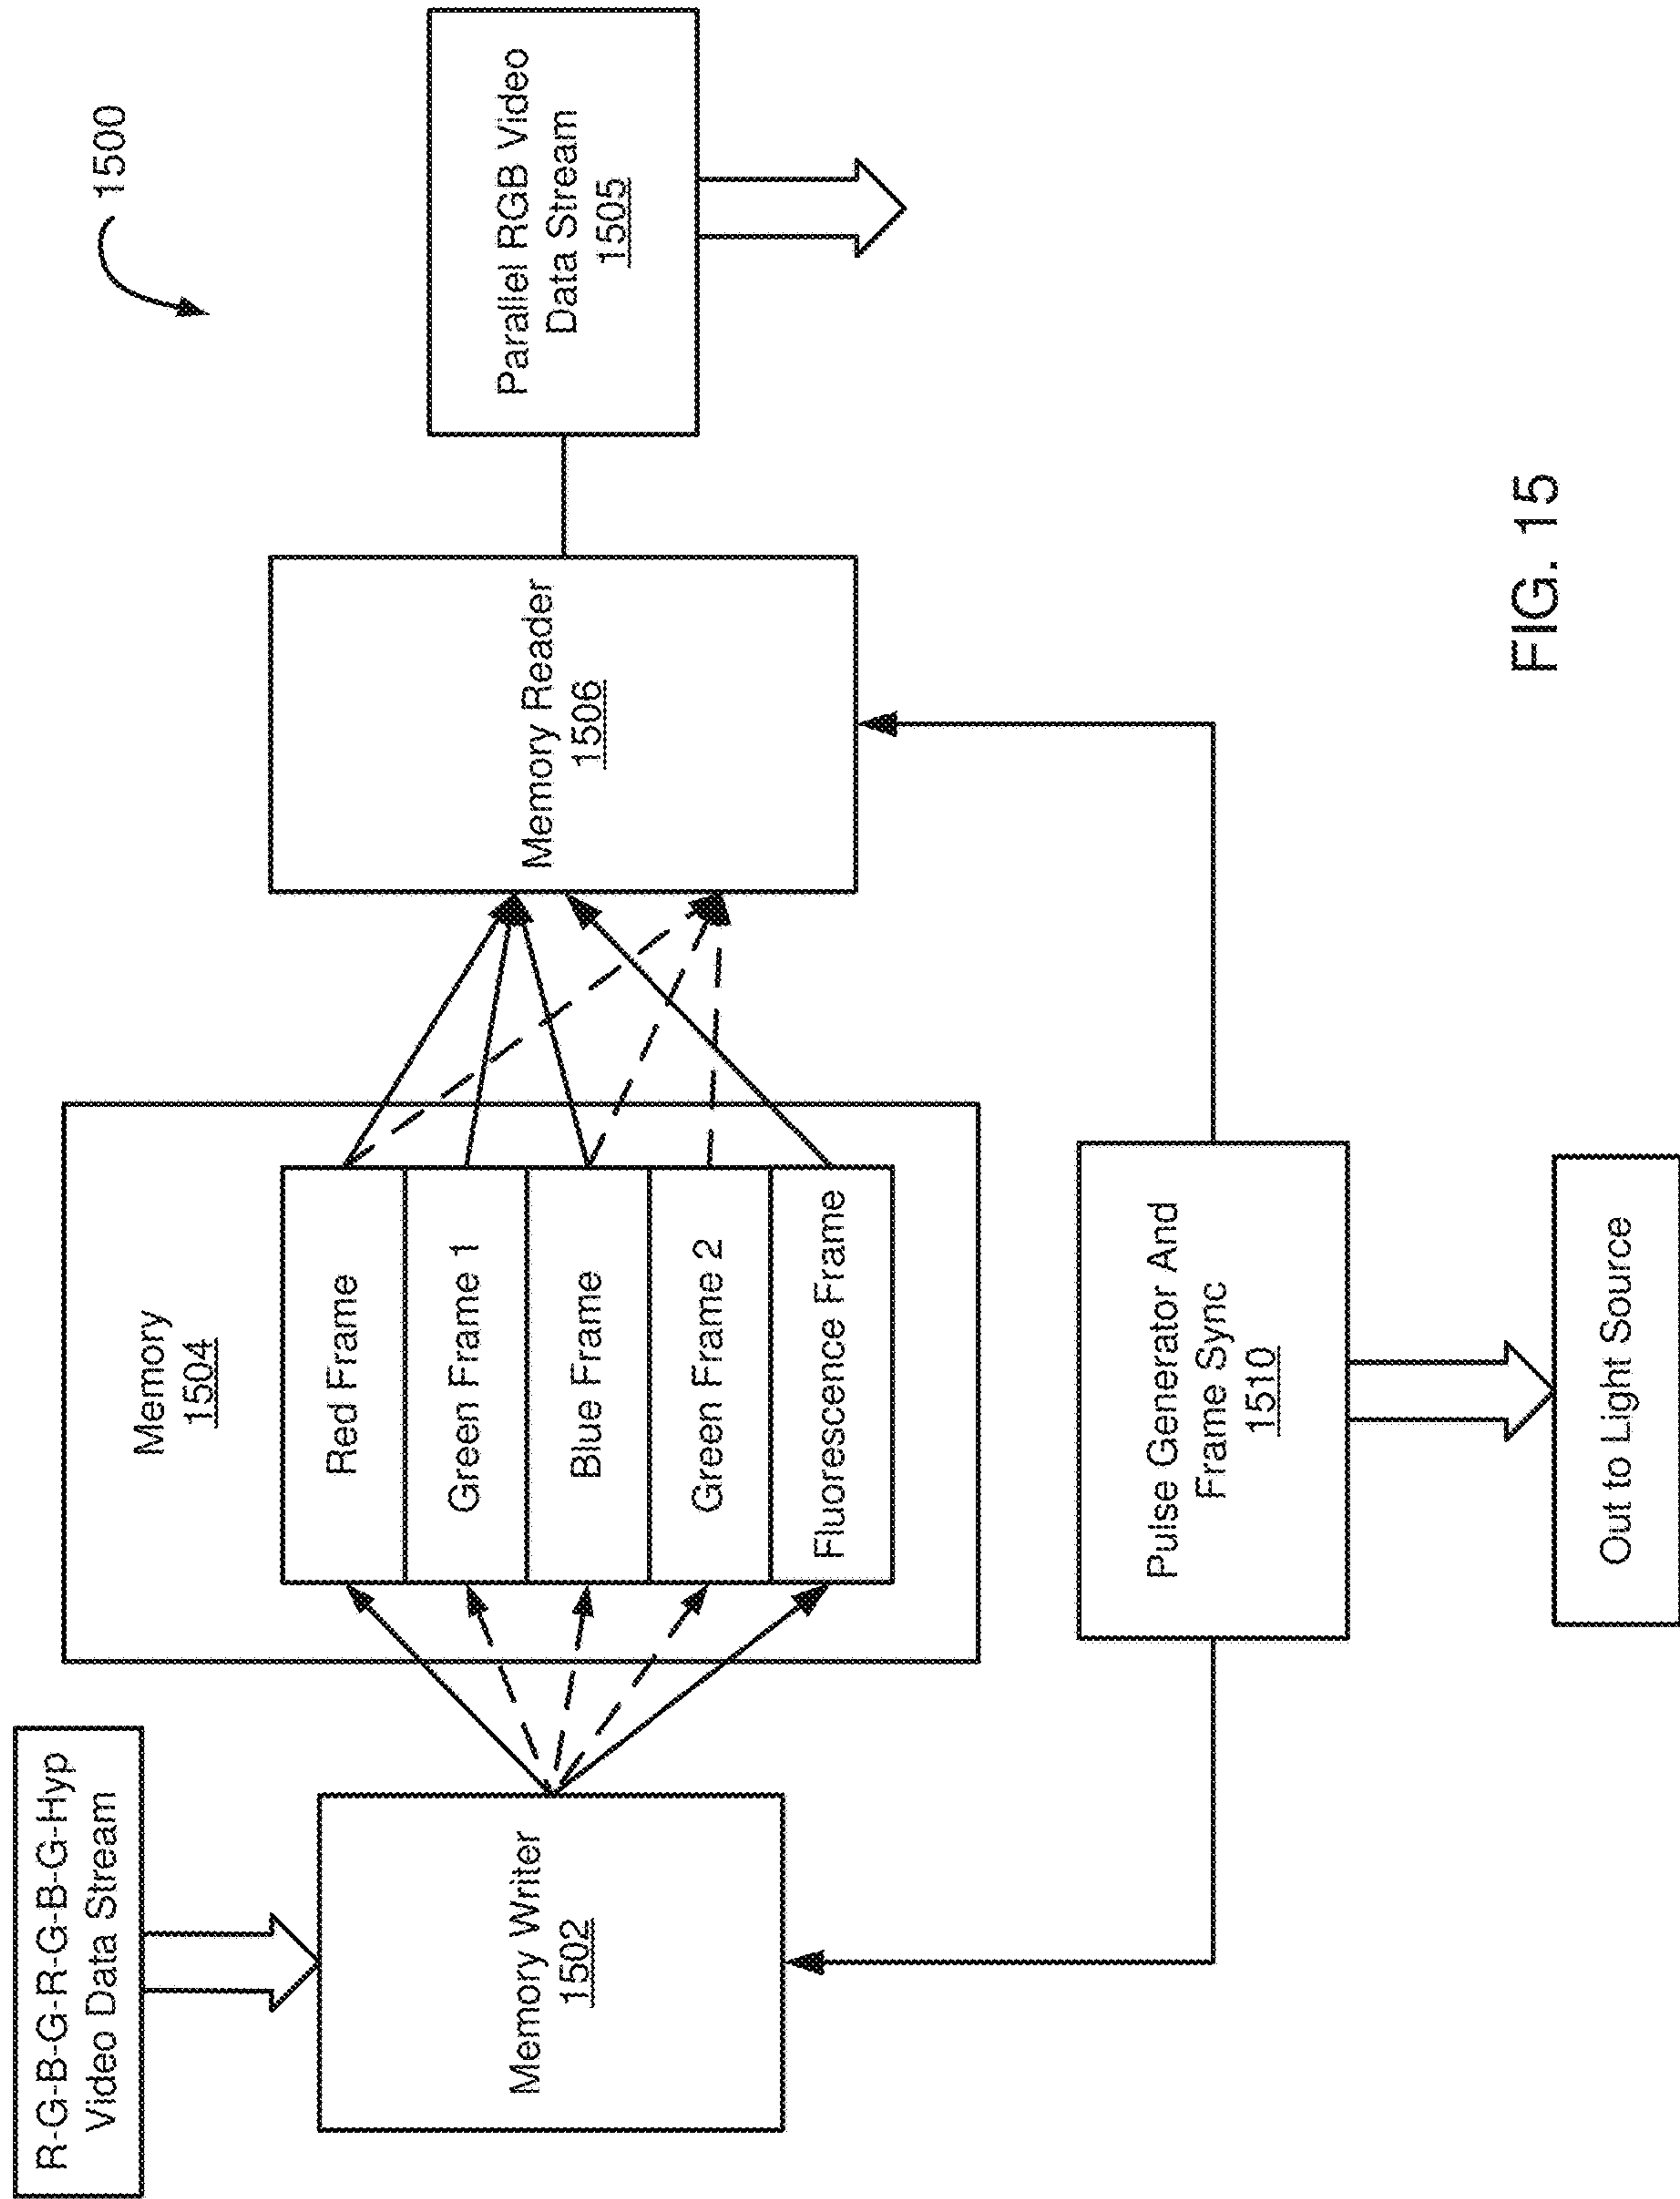 1500
R-G-B-G-R-G-B-G-Hyp
Video Data Stream
Memory Writer
1502
Memory
1504
Red Frame
Green Frame 1
Blue Frame
Green Frame 2
Fluorescence Frame
Memory Reader
1506
Parallel RGB Video
Data Stream
1505
Pulse Generator And
Frame Sync
1510
Out to Light Source
FIG. 15